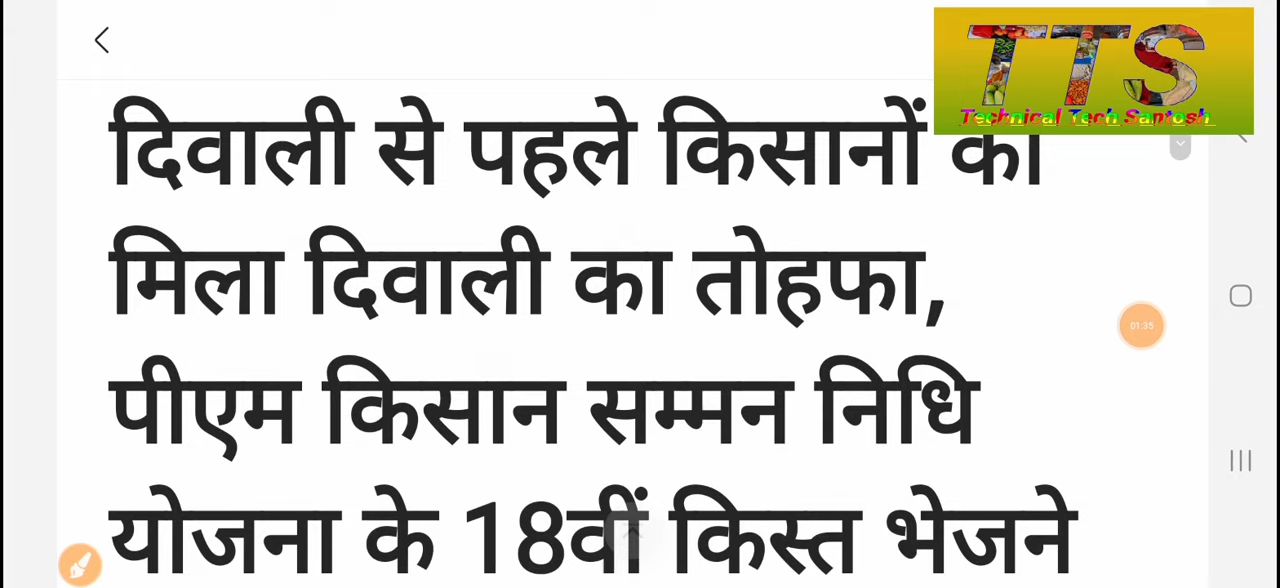 TTS
Technical Tech Santosh
दिवाली से पहले किसानों को
मिला दिवाली का तोहफा,
पीएम किसान सम्मन निधि
योजना के 18वीं किस्त भेजने
01:35